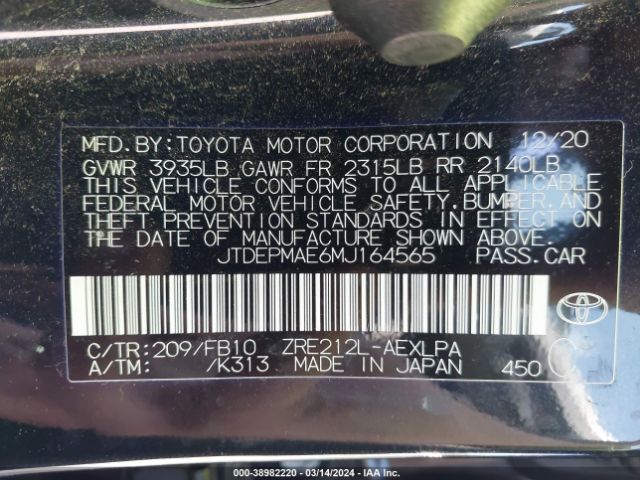 MFD.BY:TOYOTA MOTOR CORPORATION 12/20
GVWR 3935LB GAWR FR 2315LB RR 2140LB
THIS VEHICLE CONFORMS TO ALL APPLICABLE
FEDERAL MOTOR VEHICLE SAFETY.BUMPER.AND
THEFT PREVENTION STANDARDS IN EFFECT ON
THE DATE OF MANUFACTURE SHOWN ABOVE.
JTDEPMAE6MJ164565 PASS.CAR
C/TR:209/FB10 ZRE212L-AEXLPA
A/TM: /K313 MADE IN JAPAN 450 C
000-38982220 - 03/14/2024 - IAA Inc.